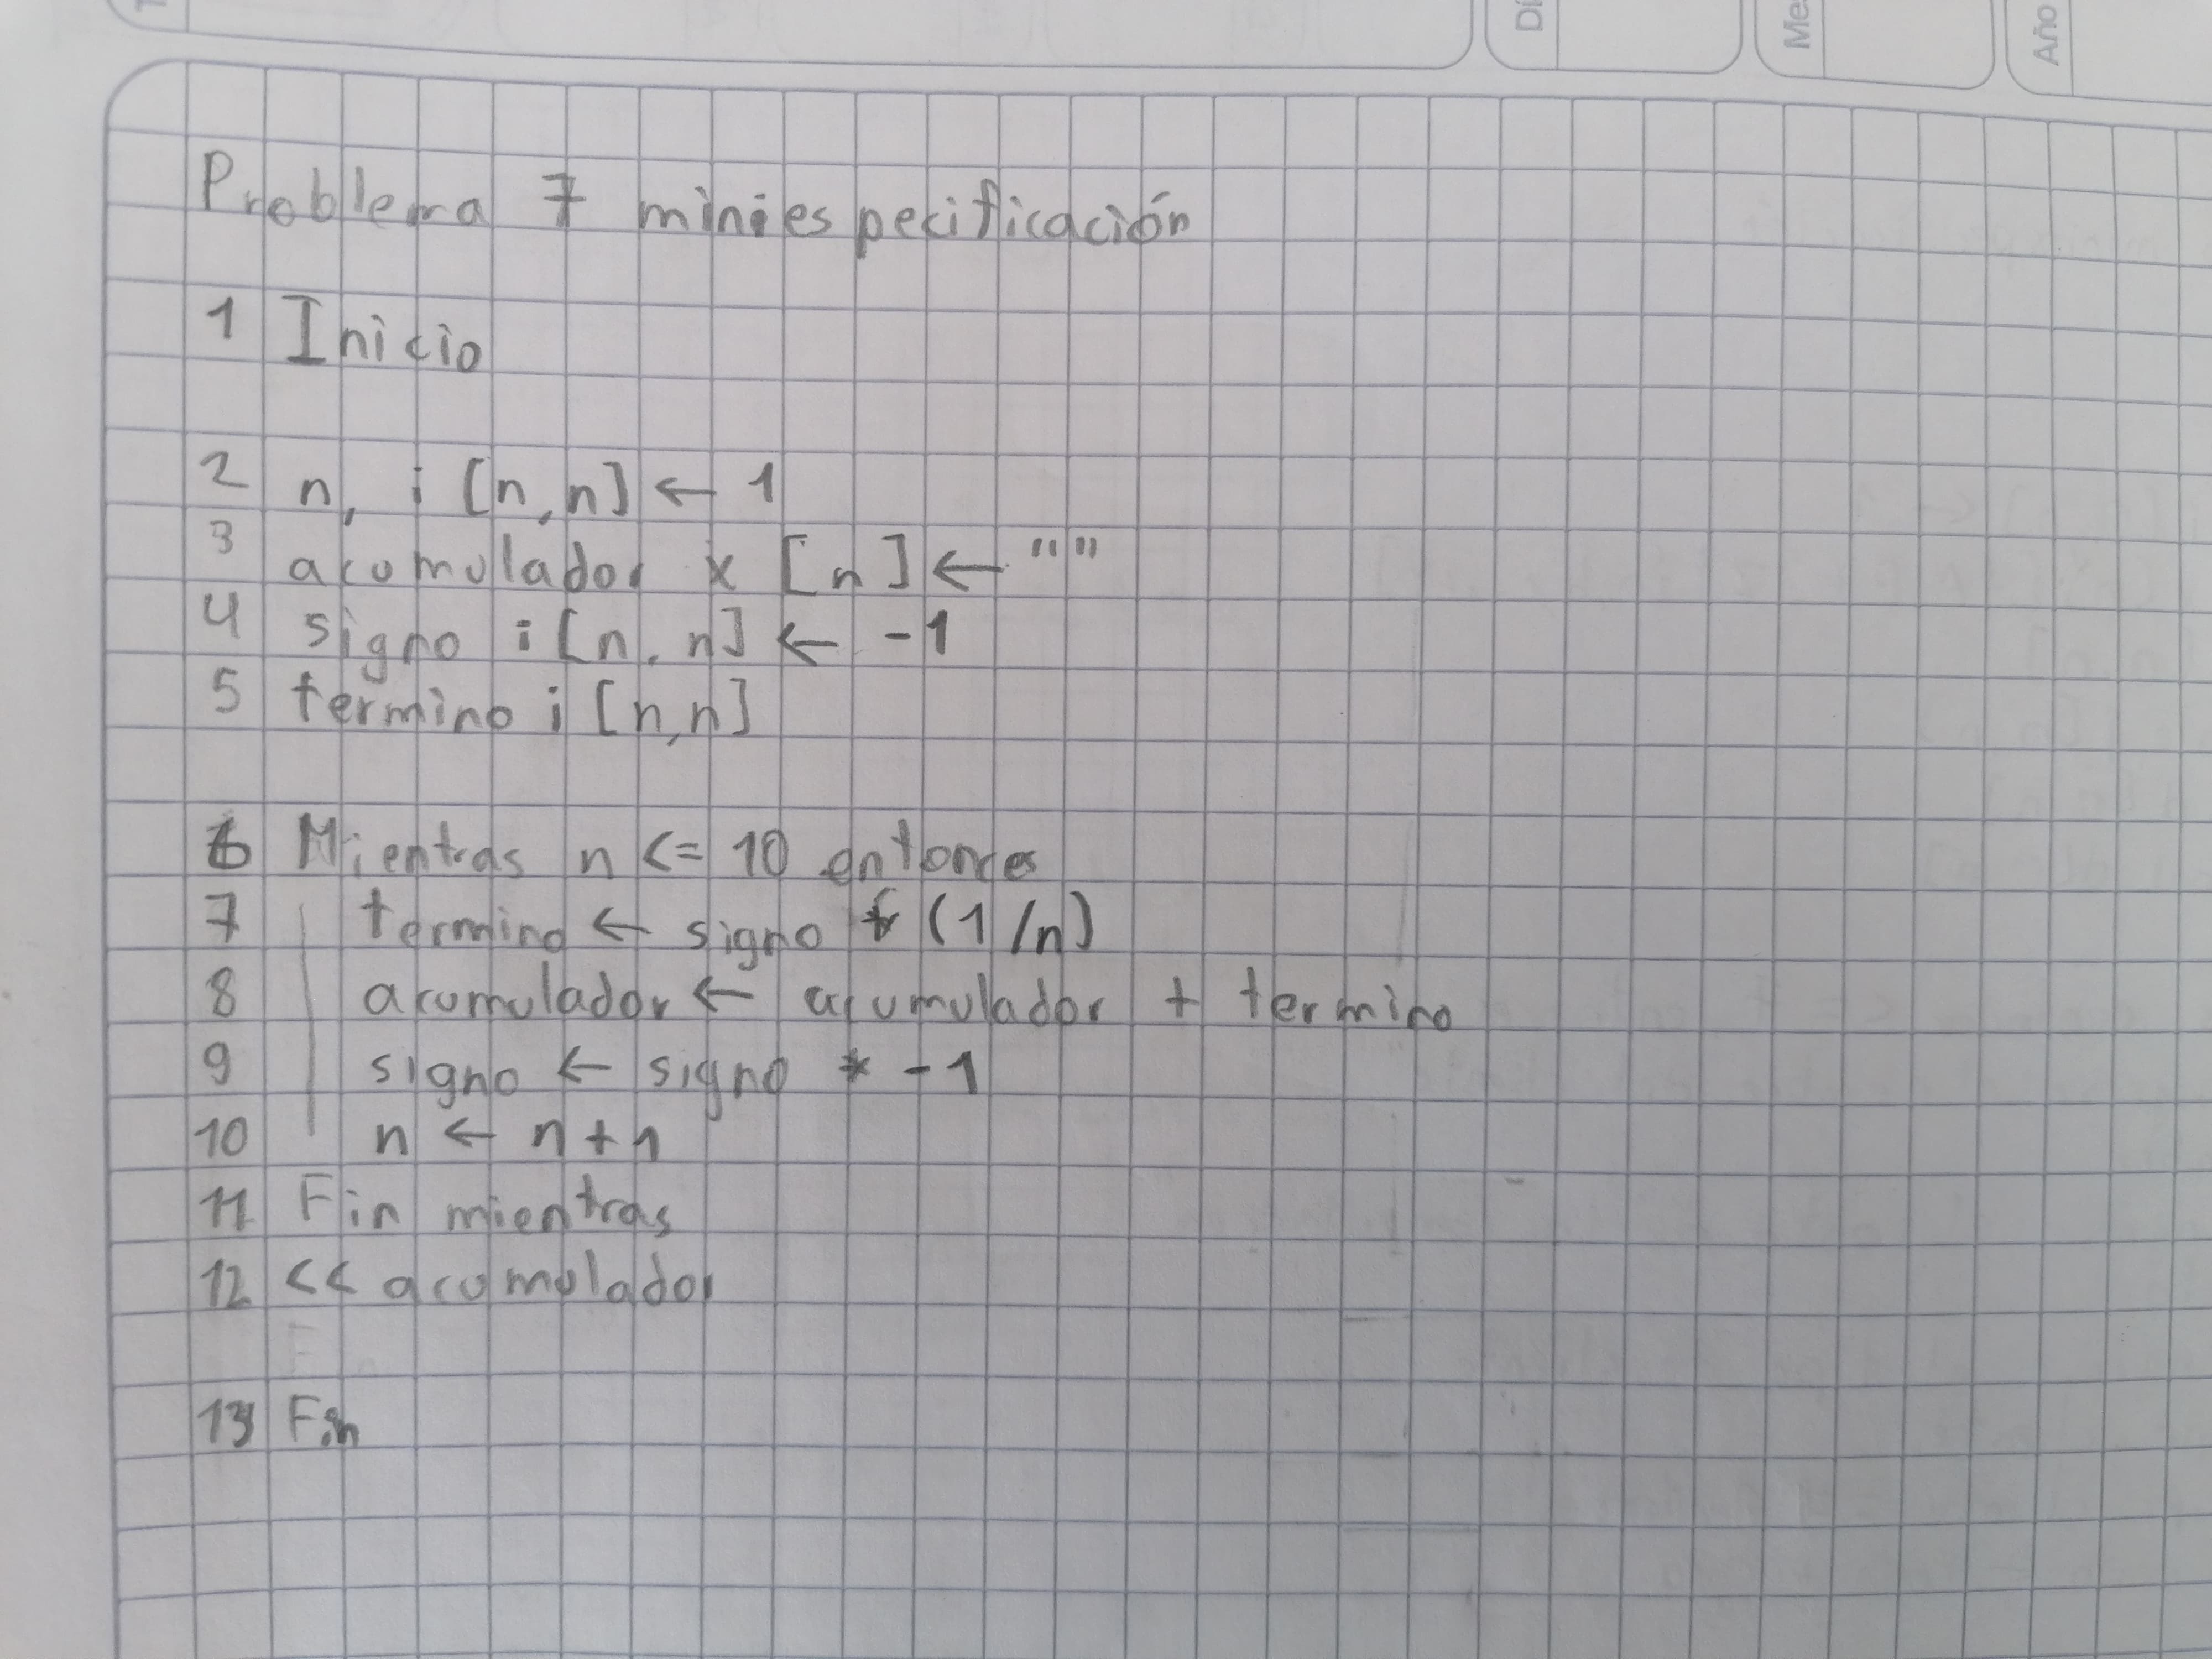 Di
Me
Año
Problema 7 miniespecificación
1 Inicio
2 n, i [n,n] ← 1
3 acumulador x [n] ← ""
4 signo i [n,n] ← -1
5 termino i [n,n]
6 Mientras n <= 10 entonces
7 termino ← signo * (1/n)
8 acumulador ← acumulador + termino
9 signo ← signo * -1
10 n ← n+1
11 Fin mientras
12 << acumulador
13 Fin